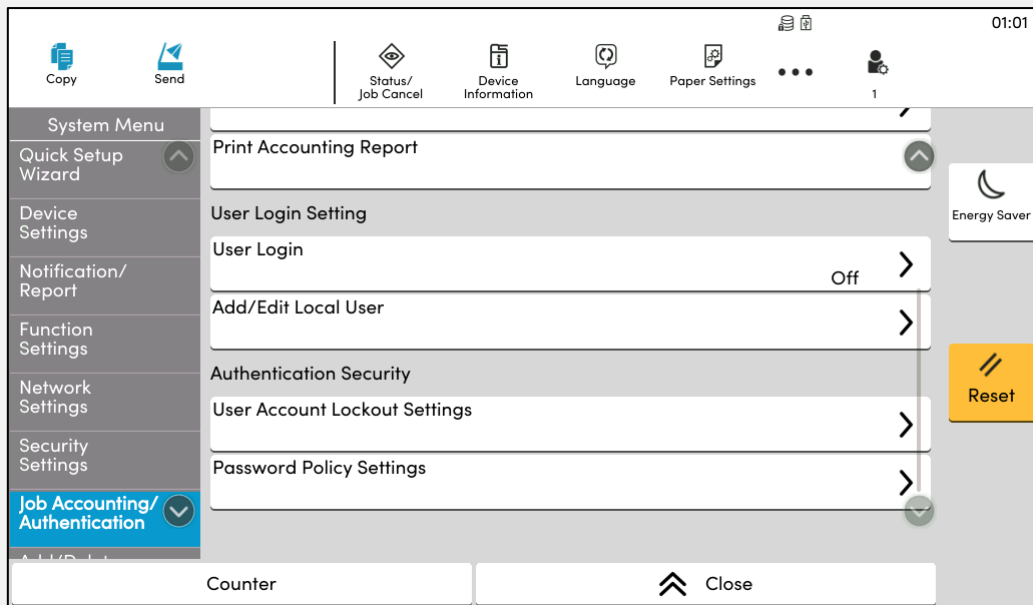 01:01
Copy
Send
Status/
Job Cancel
Device
Information
Language
Paper Settings
1
System Menu
Quick Setup
Wizard
Device
Settings
Notification/
Report
Function
Settings
Network
Settings
Security
Settings
Job Accounting/
Authentication
Print Accounting Report
User Login Setting
User Login
Off
Add/Edit Local User
Authentication Security
User Account Lockout Settings
Password Policy Settings
Energy Saver
Reset
Counter
Close